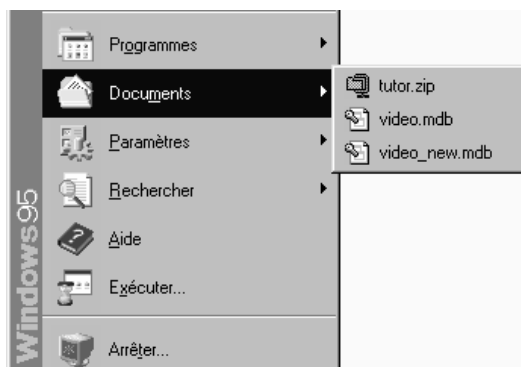 Programmes
Documents
Paramètres
Rechercher
Aide
Exécuter...
Arrêter...
tutor.zip
video.mdb
video_new.mdb
Windows95